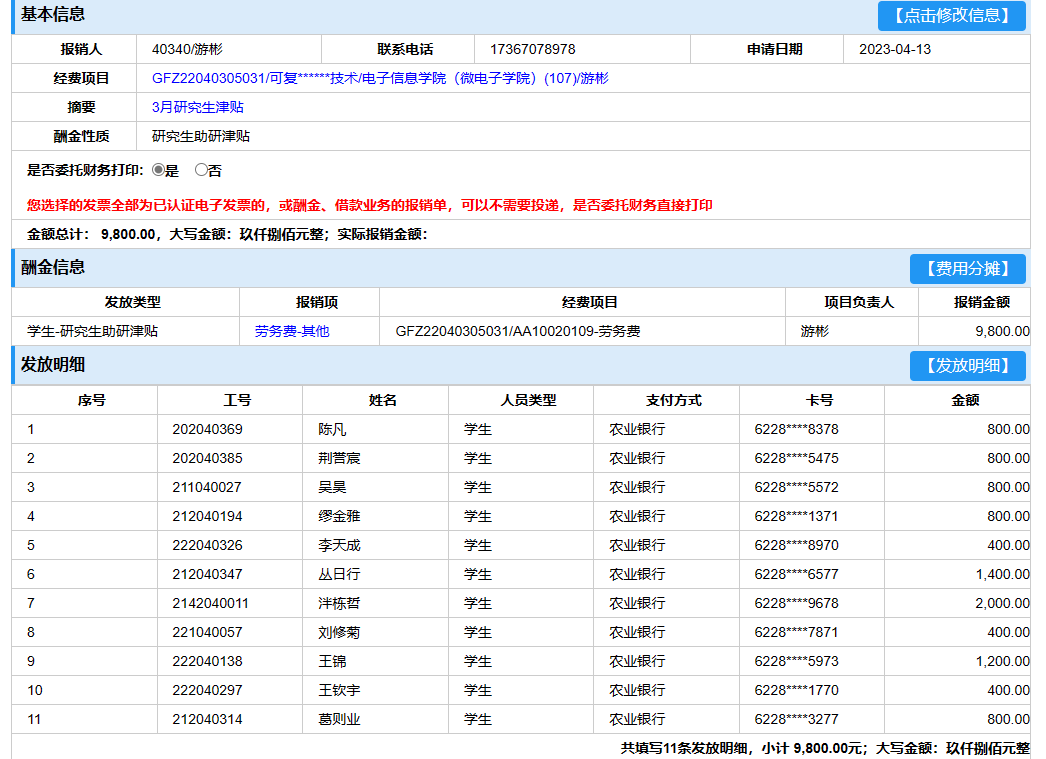 基本信息 【点击修改信息】
报销人 40340/游彬 联系电话 17367078978 申请日期 2023-04-13
经费项目 GFZ22040305031/可复******技术/电子信息学院（微电子学院）(107)/游彬
摘要 3月研究生津贴
酬金性质 研究生助研津贴
是否委托财务打印: 是 否
您选择的发票全部为已认证电子发票的，或酬金、借款业务的报销单，可以不需要投递，是否委托财务直接打印
金额总计： 9,800.00，大写金额：玖仟捌佰元整；实际报销金额：
酬金信息 【费用分摊】
发放类型 报销项 经费项目 项目负责人 报销金额
学生-研究生助研津贴 劳务费-其他 GFZ22040305031/AA10020109-劳务费 游彬 9,800.00
发放明细 【发放明细】
序号 工号 姓名 人员类型 支付方式 卡号 金额
1 202040369 陈凡 学生 农业银行 6228****8378 800.00
2 202040385 荆誉宸 学生 农业银行 6228****5475 800.00
3 211040027 吴昊 学生 农业银行 6228****5572 800.00
4 212040194 缪金雅 学生 农业银行 6228****1371 800.00
5 222040326 李天成 学生 农业银行 6228****8970 400.00
6 212040347 丛日行 学生 农业银行 6228****6577 1,400.00
7 2142040011 泮栋哲 学生 农业银行 6228****9678 2,000.00
8 221040057 刘修菊 学生 农业银行 6228****7871 400.00
9 222040138 王锦 学生 农业银行 6228****5973 1,200.00
10 222040297 王钦宇 学生 农业银行 6228****1770 400.00
11 212040314 葛则业 学生 农业银行 6228****3277 800.00
共填写11条发放明细，小计 9,800.00元；大写金额：玖仟捌佰元整